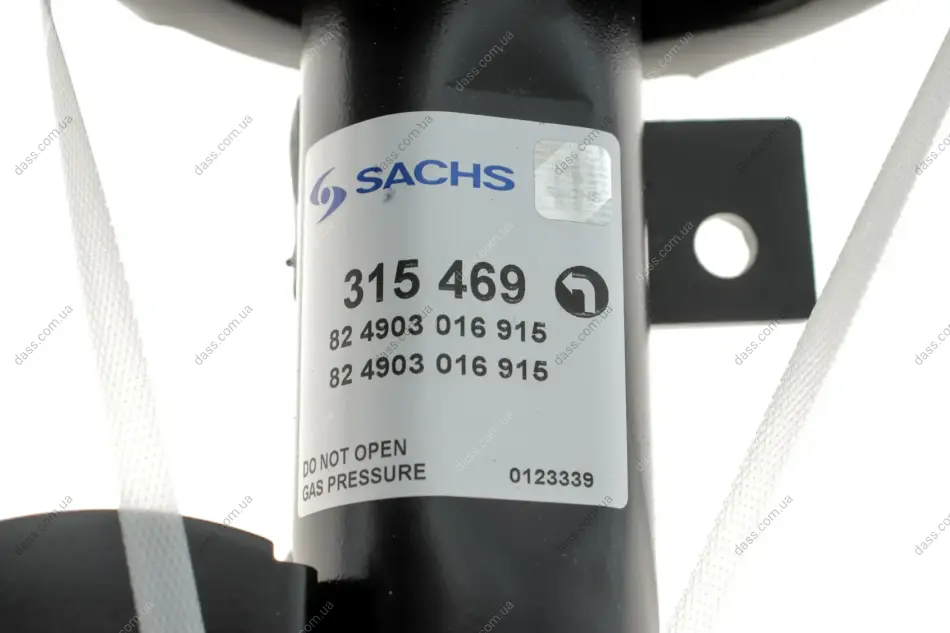 SACHS
315 469
82 4903 016 915
82 4903 016 915
DO NOT OPEN
GAS PRESSURE
0123339
dass.com.ua